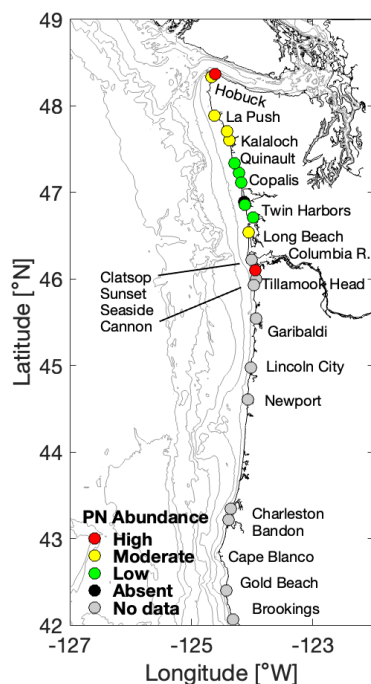 49
48
47
46
45
44
43
42
Latitude [°N]
Hobuck
La Push
Kalaloch
Quinault
Copalis
Twin Harbors
Long Beach
Columbia R.
Clatsop
Sunset
Seaside
Cannon
Tillamook Head
Garibaldi
Lincoln City
Newport
Charleston
Bandon
Cape Blanco
Gold Beach
Brookings
PN Abundance
High
Moderate
Low
Absent
No data
-127
-125
-123
Longitude [°W]